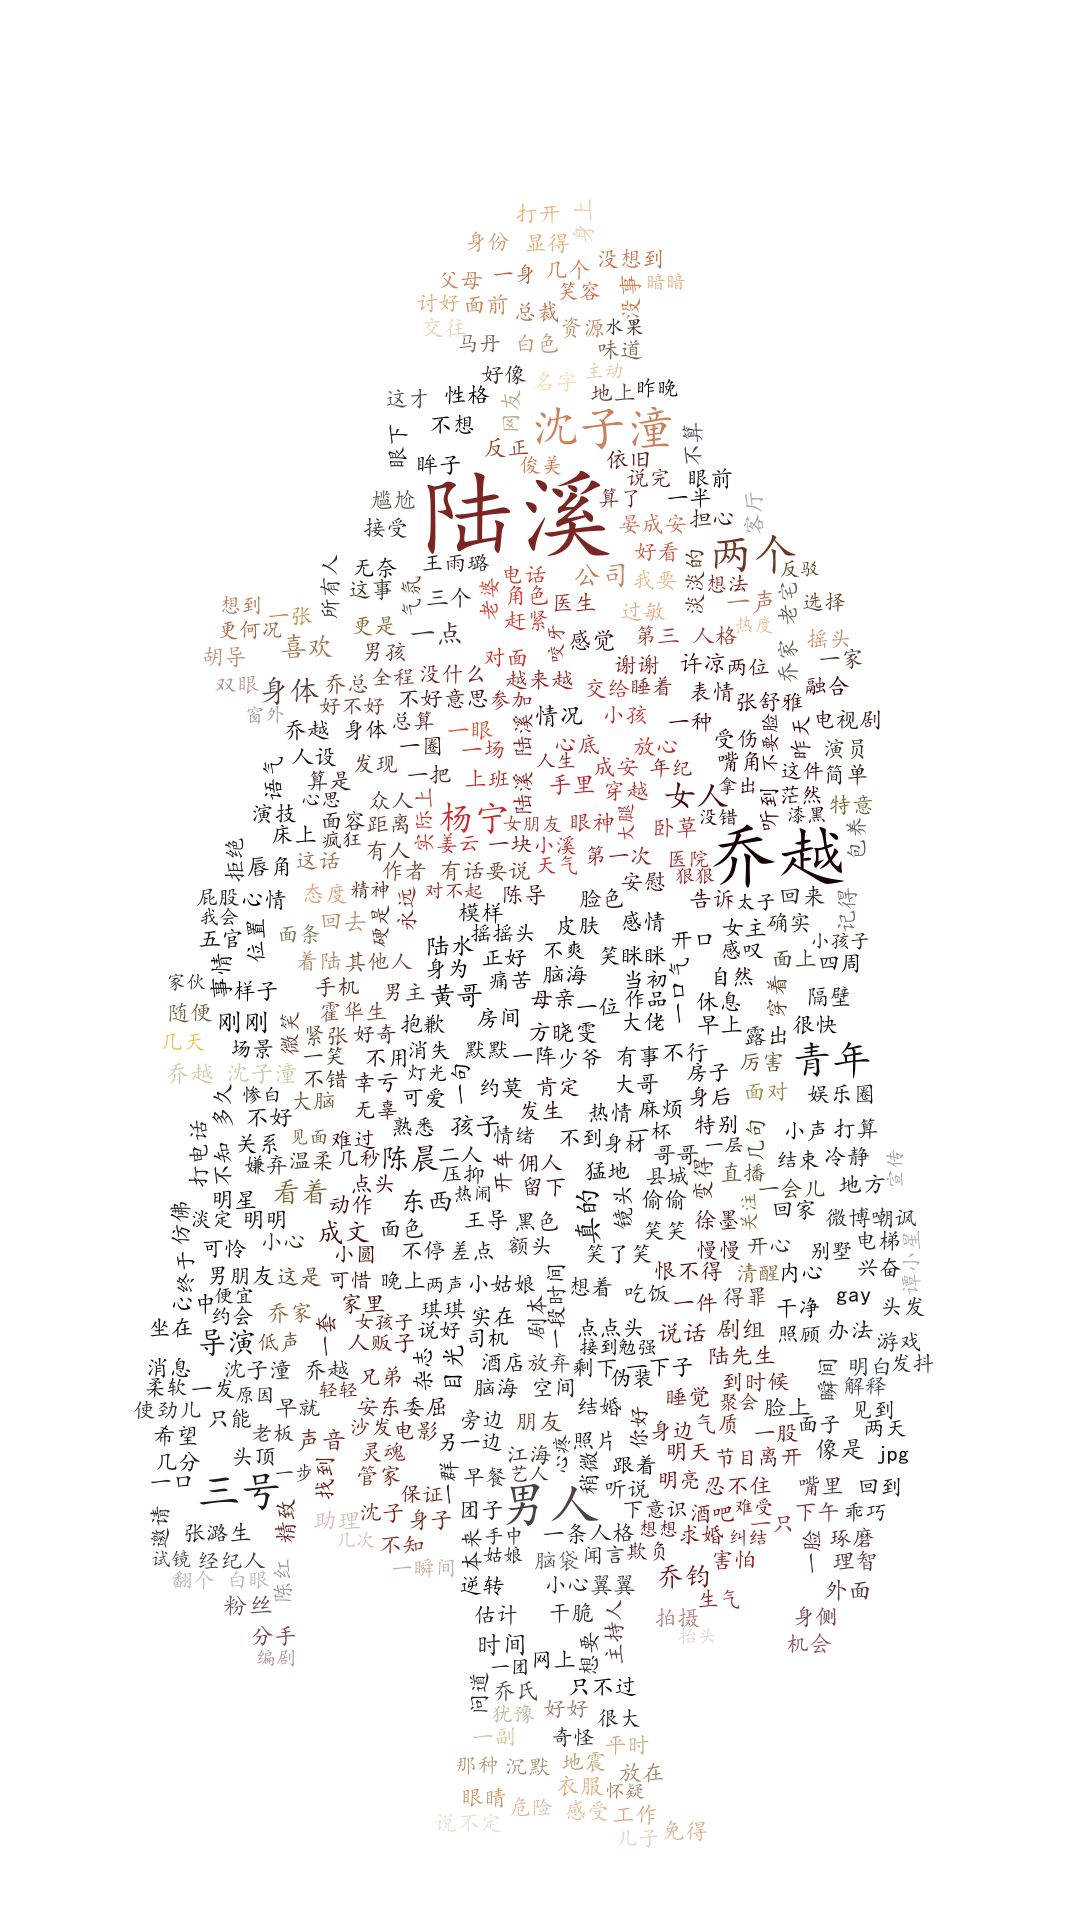 打开 身上
身份 显得
没想到
父母 一身 几个
笑容 没事 暗暗
讨好 面前 总裁
交往 资源 水果
马丹 白色 味道
好像 名字 主动
这才 性格 网友 地上 昨晚
眼下 不想 沈子潼 不算
反正 依旧
眸子 俊美 说完 眼前
尴尬 陆溪 算了 一半 客厅
接受 晏成安 担心
所有人 无奈 王雨璐 好看 两个
这事 气氛 老婆 电话 公司 我要 淡淡的 想法 反驳
想到 一张 三个 角色 医生 过敏 一声 老宅 选择
更何况 更是 一点 赶紧 热度
喜欢 男孩 咬牙 感觉 第三 人格 摇头
胡导 对面 谢谢 许凉 两位 乔家 一家
双眼 身体 乔总 全程 没什么 越来越 交给 睡着 表情 融合
窗外 好不好 不好意思 参加 张舒雅
乔越 身体 总算 一眼 陆溪 情况 小孩 一种 不要脸 昨天 电视剧
人设 一圈 一场 心底 放心 受伤 演员
语气 算是 发现 一把 上班 人生 成安 年纪 嘴角 这件 简单
心思 众人 实际上 陆溪 手里 穿越 女人 拿出 听到 茫然 特意
演技 面容 距离 杨宁 女朋友 眼神 大腿 卧草 没错 漆黑
床上 疯狂 有人 姜云 一块 小溪 乔越 包养
拒绝 唇角 这话 作者 有话要说 天气 第一次 医院
狠狠
屁股 心情 态度 精神 永远 对不起 陈导 脸色 安慰 告诉 太子 回来
我会 位置 回去 硬是 模样 皮肤 感情 女主 确实 记得
五官 面条 陆水 摇摇头 开口 小孩子
事情 着陆 其他人 身为 正好 不爽 笑眯眯 感叹 面上 四周
家伙 样子 手机 男主 黄哥 痛苦 脑海 当初 一口气 自然
随便 刚刚 微笑 霍华生 房间 母亲 一位 作品 休息 穿着 隔壁
几天 场景 紧张 好奇 抱歉 方晓雯 大佬 早上 露出 很快
乔越 沈子潼 一笑 不用 消失 默默 一阵 少爷 有事 不行 厉害 青年
不错 幸亏 灯光 一句 约莫 肯定 大哥 房子
惨白 多久 大脑 可爱 身后 面对 娱乐圈
打电话 不好 无辜 发生 热情 麻烦
关系 见面 难过 熟悉 孩子 情绪 不到 身材 一杯 特别 几句 小声 打算
不知 嫌弃 温柔 几秒 陈晨 二人 开车 佣人 哥哥 一层 结束 冷静
点头 压抑 猛地 县城 变得 直播 宣传
明星 看着 动作 东西 热闹 留下 真的 镜头 偷偷 一会儿 地方
仿佛 淡定 明明 成文 面色 王导 黑色 笑笑 徐墨 关注 回家 微博 嘲讽
可怜 小心 小圆 不停 差点 额头 笑了笑 慢慢 开心 别墅 电梯
终于 男朋友 这是 可惜 晚上 两声 小姑娘 一段时间 想着 吃饭 恨不得 清醒 内心 兴奋 谭小星
心中 便宜 家里 琪琪 实在 剧本 一件 得罪 干净 gay 头发
约会 乔家 一套 女孩子
坐在 导演 低声 人贩子 说好 司机 点点头 说话 剧组 照顾 办法 游戏
接到 勉强
消息 沈子潼 乔越 兄弟 杂志 目光 酒店 放弃 剩下 一下子 陆先生 瞬间 明白 发抖
柔软 一发 原因 轻轻 脑海 空间 伪装 睡觉 到时候 解释
使劲儿 只能 早就 安东 委屈 旁边 朋友 结婚 你好 聚会 脸上 见到
希望 老板 声音 沙发 电影 另一边 心疼 照片 身边 气质 一股 面子 两天
几分 头顶 灵魂 江海 明天 节目 离开 像是 jpg
一口 一步 找到 管家 一群 早餐 艺人 稍微 跟着 明亮 忍不住 嘴里 回到
三号 保证 男人 听说
邀请 精致 助理 沈子 身子 团子 下意识 酒吧 难受 一只 下午 乖巧
张潞生 几次 不知 本来 手中 一条 人格 想想 求婚 纠结 一脸 琢磨
试镜 经纪人 陈红 一瞬间 姑娘 脑袋 闻言 欺负 害怕 理智
翻个 白眼 逆转 小心翼翼 乔钧 外面
粉丝 估计 干脆 生气 身侧
分手 时间 想要 主持人 拍摄 抬头 机会
编剧 一团 网上
问道 乔氏 只不过
犹豫 好好 很大
一副 奇怪 平时
那种 沉默 地震 放在
眼睛 衣服 怀疑
危险 感受 工作
说不定 儿子 免得